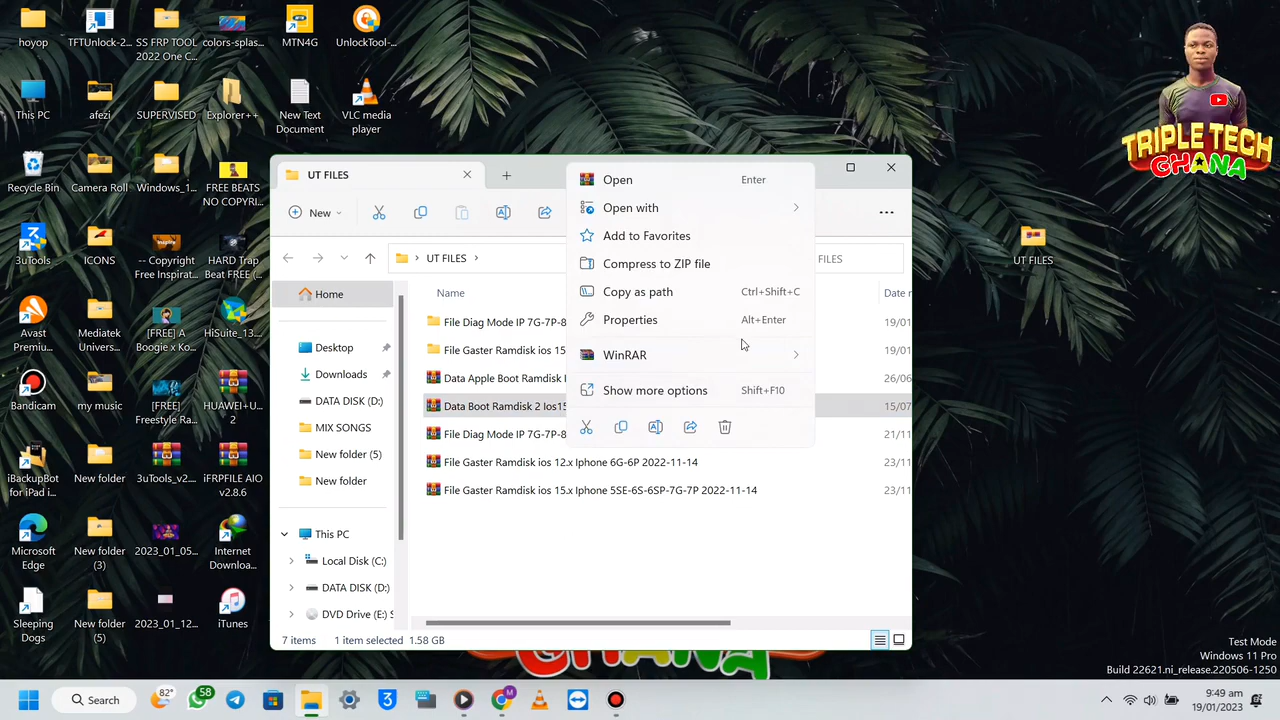 hoyop
TFTUnlock-2...
SS FRP TOOL
2022 One C...
colors-splas...
MTN4G
UnlockTool-...
This PC
afezi
SUPERVISED
Explorer++
New Text
Document
VLC media
player
Recycle Bin
Camera Roll
Windows_1...
FREE BEATS
NO COPYRI...
3uTools
ICONS
-- Copyright
Free Inspirat...
HARD Trap
Beat FREE (...
Avast
Premiu...
Mediatek
Univers...
[FREE] A
Boogie x Ko...
HiSuite_13...
Bandicam
my music
[FREE]
Freestyle Ra...
HUAWEI+U...
2
iBackupBot
for iPad i...
New folder
3uTools_v2....
iFRPFILE AIO
v2.8.6
Microsoft
Edge
New folder
(3)
2023_01_05...
Internet
Downloa...
Sleeping
Dogs
New folder
(5)
2023_01_12...
iTunes
UT FILES
New
UT FILES
FILES
Home
Desktop
Downloads
DATA DISK (D:)
MIX SONGS
New folder (5)
New folder
This PC
Local Disk (C:)
DATA DISK (D:)
DVD Drive (E:) S
Name
Date r
File Diag Mode IP 7G-7P-8
19/01
File Gaster Ramdisk ios 15
19/01
Data Apple Boot Ramdisk I
26/06
Data Boot Ramdisk 2 Ios15
15/07
File Diag Mode IP 7G-7P-8
21/11
File Gaster Ramdisk ios 12.x Iphone 6G-6P 2022-11-14
23/11
File Gaster Ramdisk ios 15.x Iphone 5SE-6S-6SP-7G-7P 2022-11-14
23/11
7 items
1 item selected
1.58 GB
Open
Enter
Open with
Add to Favorites
Compress to ZIP file
Copy as path
Ctrl+Shift+C
Properties
Alt+Enter
WinRAR
Show more options
Shift+F10
UT FILES
TRIPLE TECH
GHANA
Test Mode
Windows 11 Pro
Build 22621.ni_release.220506-1250
82°
Search
58
3
M
9:49 am
19/01/2023